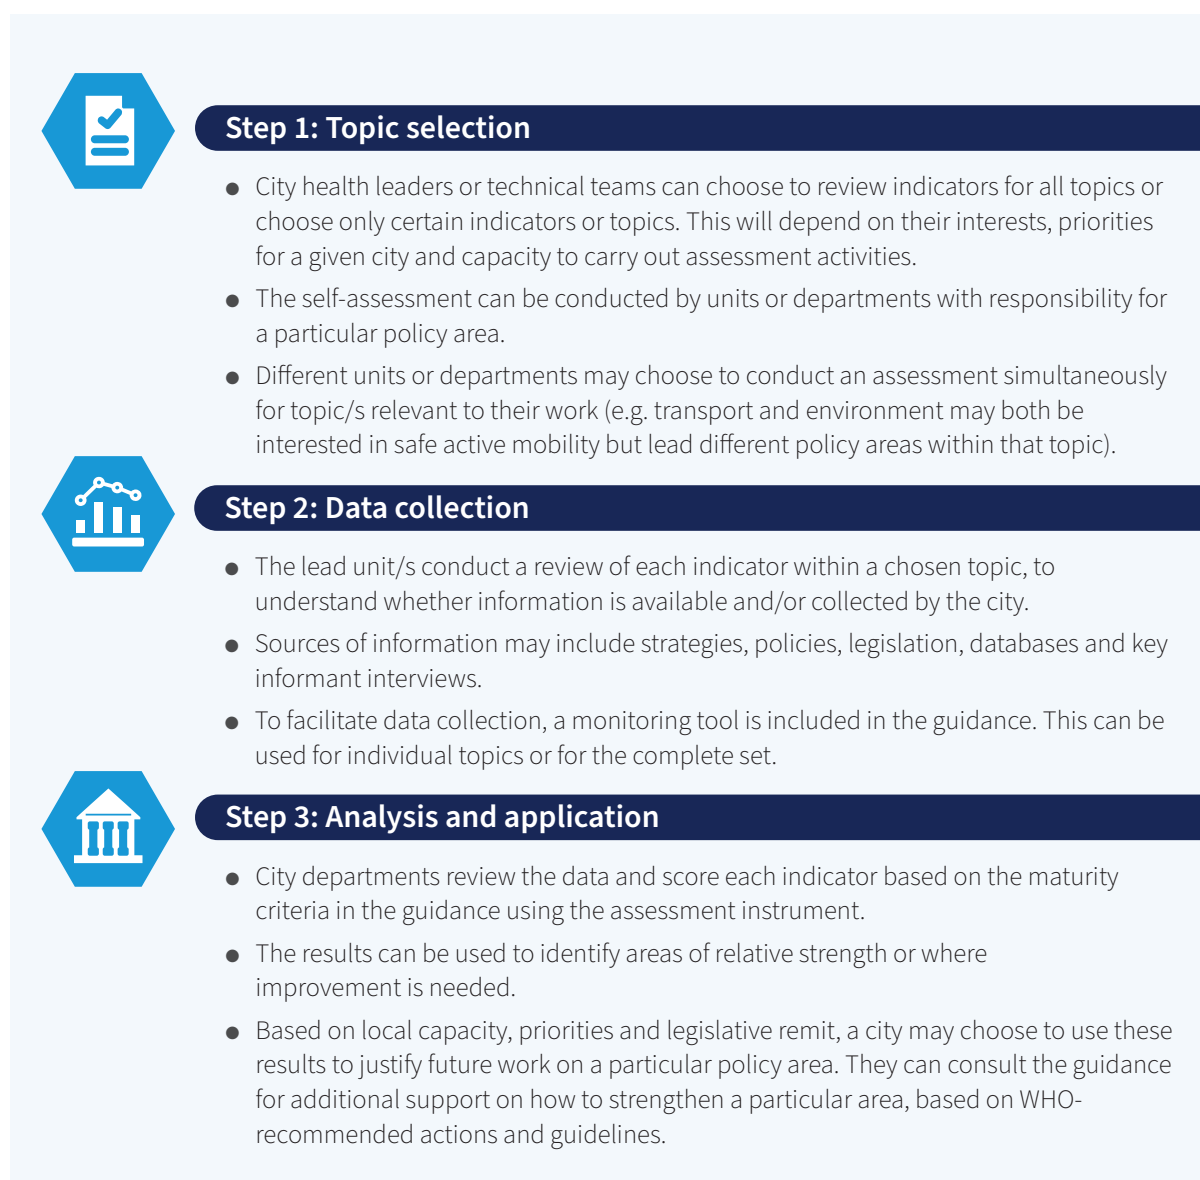 Step 1: Topic selection
● City health leaders or technical teams can choose to review indicators for all topics or
choose only certain indicators or topics. This will depend on their interests, priorities
for a given city and capacity to carry out assessment activities.
● The self-assessment can be conducted by units or departments with responsibility for
a particular policy area.
● Different units or departments may choose to conduct an assessment simultaneously
for topic/s relevant to their work (e.g. transport and environment may both be
interested in safe active mobility but lead different policy areas within that topic).
Step 2: Data collection
● The lead unit/s conduct a review of each indicator within a chosen topic, to
understand whether information is available and/or collected by the city.
● Sources of information may include strategies, policies, legislation, databases and key
informant interviews.
● To facilitate data collection, a monitoring tool is included in the guidance. This can be
used for individual topics or for the complete set.
Step 3: Analysis and application
● City departments review the data and score each indicator based on the maturity
criteria in the guidance using the assessment instrument.
● The results can be used to identify areas of relative strength or where
improvement is needed.
● Based on local capacity, priorities and legislative remit, a city may choose to use these
results to justify future work on a particular policy area. They can consult the guidance
for additional support on how to strengthen a particular area, based on WHO-
recommended actions and guidelines.